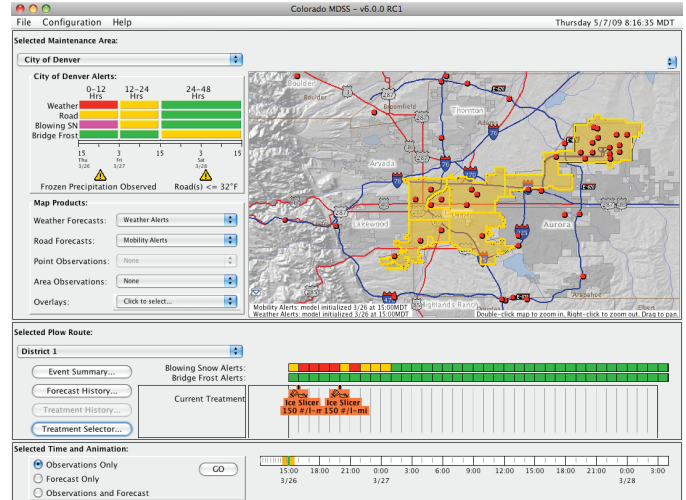 Colorado MDSS - v6.0.0 RC1
File Configuration Help Thursday 5/7/09 8:16:35 MDT
Selected Maintenance Area:
City of Denver
City of Denver Alerts:
0-12 12-24 24-48
Hrs Hrs Hrs
Weather
Road
Blowing SN
Bridge Frost
15 3 15 3 15
Thu Fri Sat
3/26 3/27 3/28
Frozen Precipitation Observed Road(s) <= 32°F
Map Products:
Weather Forecasts: Weather Alerts
Road Forecasts: Mobility Alerts
Point Observations: None
Area Observations: None
Overlays: Click to select...
Boulder
Boulder
Broomfield
Thornton
Arvada
Lakewood
Aurora
Highlands Ranch
Arapahoe
Elbert
287
287
287
E-470
E-470
E-470
70
Mobility Alerts: model initialized 3/26 at 15:00MDT
Weather Alerts: model initialized 3/26 at 15:00MDT
Double-click map to zoom in. Right-click to zoom out. Drag to pan.
Selected Plow Route:
District 1
Event Summary...
Forecast History...
Treatment History...
Treatment Selector...
Blowing Snow Alerts:
Bridge Frost Alerts:
Current Treatment
Ice Slicer Ice Slicer
150 #/l-m 150 #/l-mi
Selected Time and Animation:
Observations Only
Forecast Only
Observations and Forecast
GO
15:00 18:00 21:00 0:00 3:00 6:00 9:00 12:00 15:00 18:00 21:00 0:00 3:00
3/26 3/27 3/28